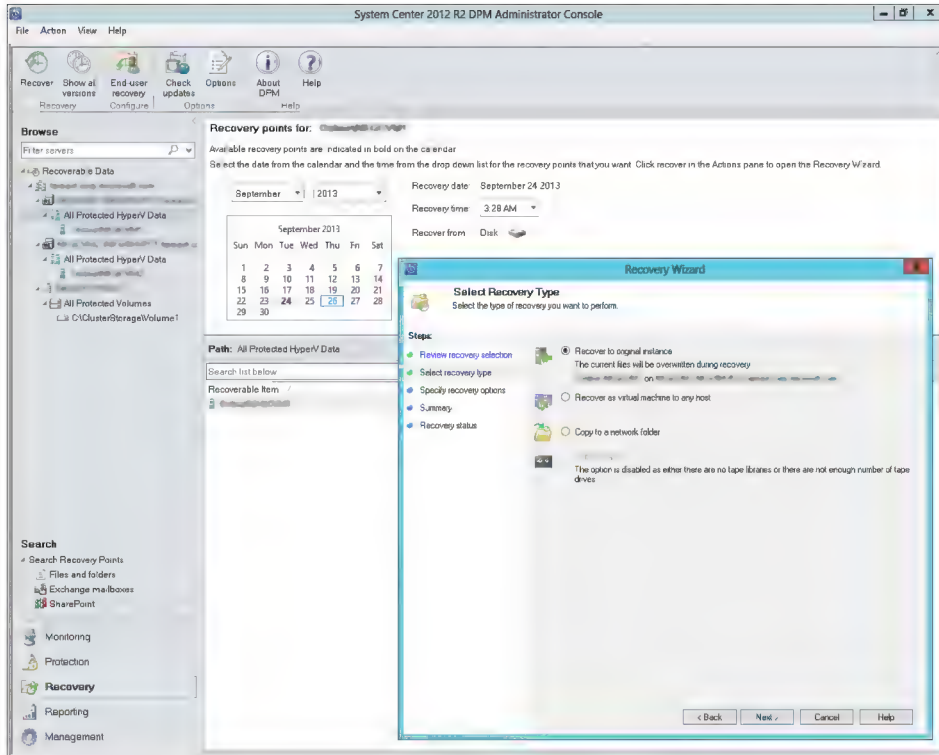 System Center 2012 R2 DPM Administrator Console
File Action View Help
Recover
Show all versions
End-user recovery
Check updates
Options
About DPM
Help
Recovery
Configure
Options
Help
Browse
Filter servers
Recoverable Data
All Protected HyperV Data
All Protected HyperV Data
All Protected Volumes
C:\ClusterStorage\Volume1
Search
Search Recovery Points
Files and folders
Exchange mailboxes
SharePoint
Monitoring
Protection
Recovery
Reporting
Management
Recovery points for:
Available recovery points are indicated in bold on the calendar
Select the date from the calendar and the time from the drop down list for the recovery points that you want. Click recover in the Actions pane to open the Recovery Wizard.
September 2013
September 2013
Sun Mon Tue Wed Thu Fri Sat
1 2 3 4 5 6 7
8 9 10 11 12 13 14
15 16 17 18 19 20 21
22 23 24 25 26 27 28
29 30
Recovery date: September 24 2013
Recovery time: 3:28 AM
Recover from: Disk
Path: All Protected HyperV Data
Search list below
Recoverable Item
Recovery Wizard
Select Recovery Type
Select the type of recovery you want to perform.
Steps:
Review recovery selection
Select recovery type
Specify recovery options
Summary
Recovery status
Recover to original instance
The current files will be overwritten during recovery
on
Recover as virtual machine to any host
Copy to a network folder
The option is disabled as either there are no tape libraries or there are not enough number of tape drives
< Back
Next >
Cancel
Help